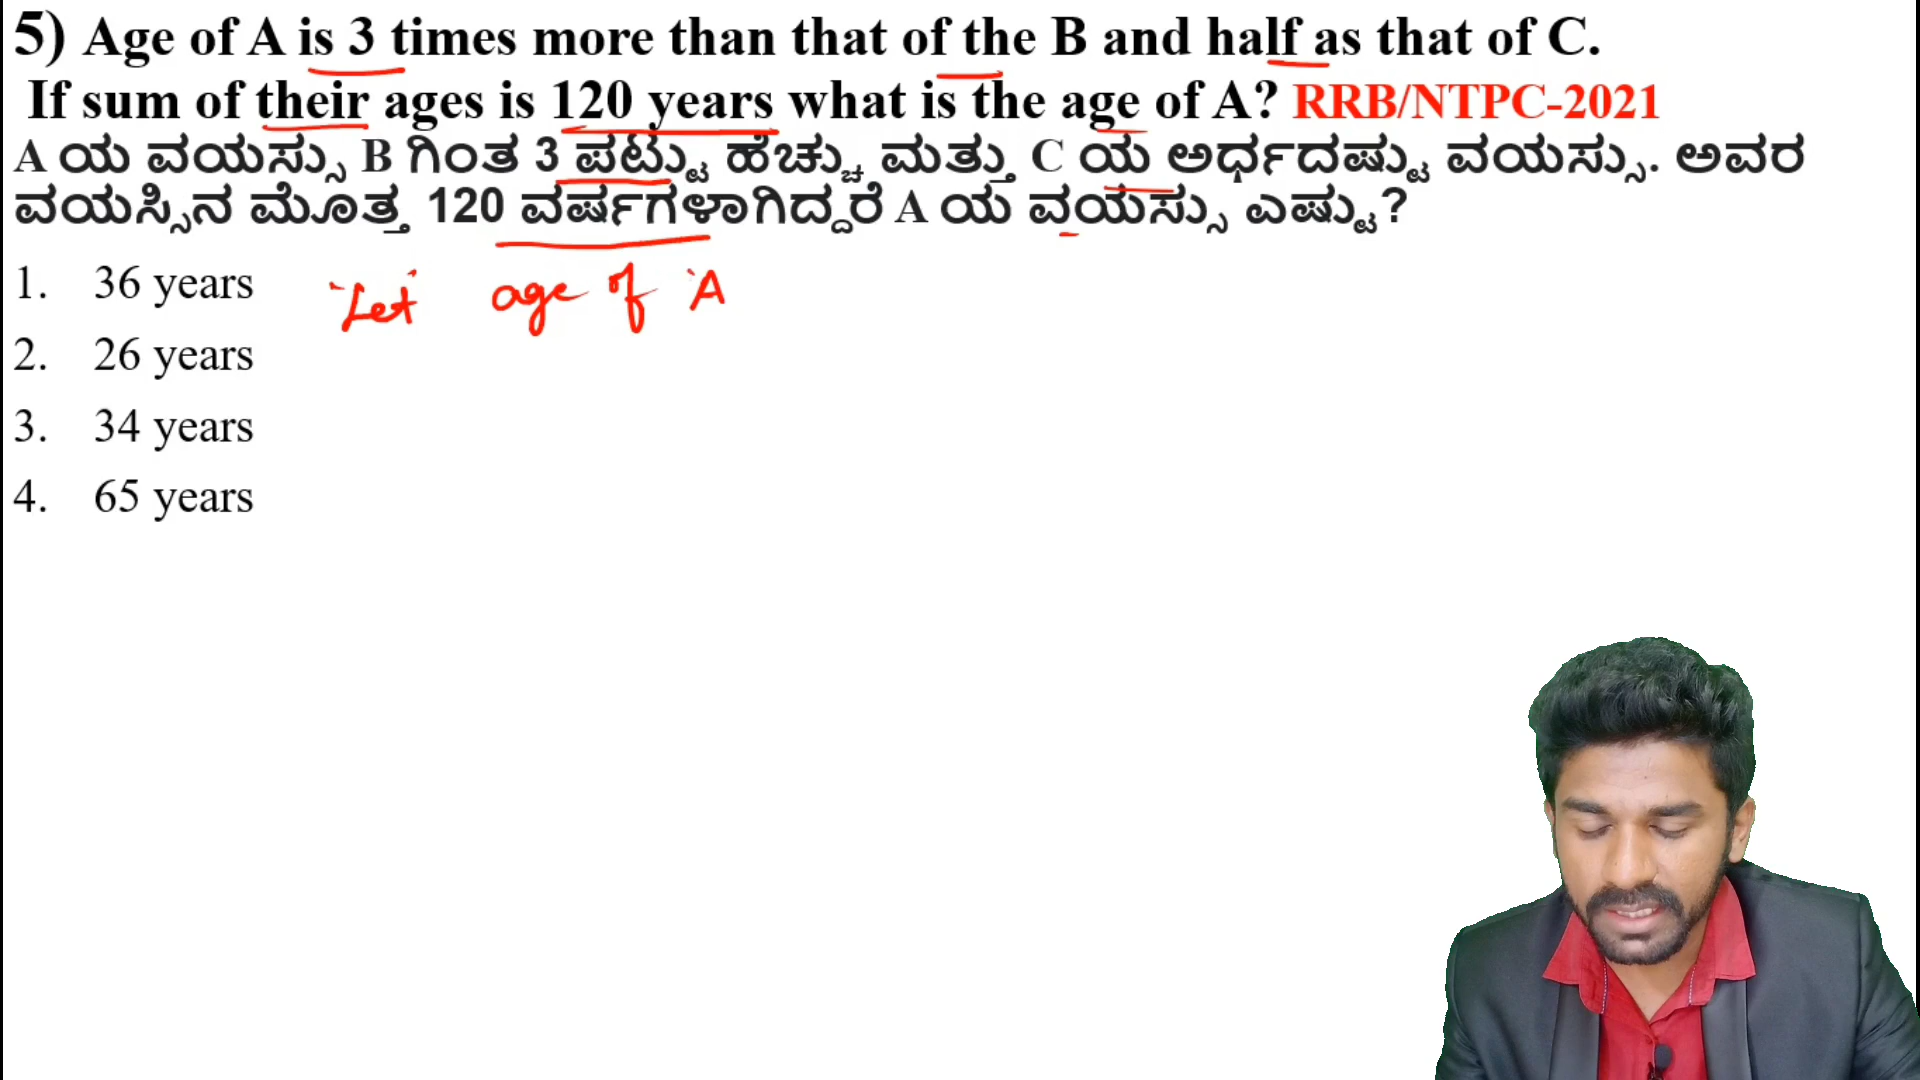 5) Age of A is 3 times more than that of the B and half as that of C.
If sum of their ages is 120 years what is the age of A? RRB/NTPC-2021
A ಯ ವಯಸ್ಸು B ಗಿಂತ 3 ಪಟ್ಟು ಹೆಚ್ಚು ಮತ್ತು C ಯ ಅರ್ಧದಷ್ಟು ವಯಸ್ಸು. ಅವರ
ವಯಸ್ಸಿನ ಮೊತ್ತ 120 ವರ್ಷಗಳಾಗಿದ್ದರೆ A ಯ ವಯಸ್ಸು ಎಷ್ಟು?
1. 36 years
"Let" age of 'A
2. 26 years
3. 34 years
4. 65 years